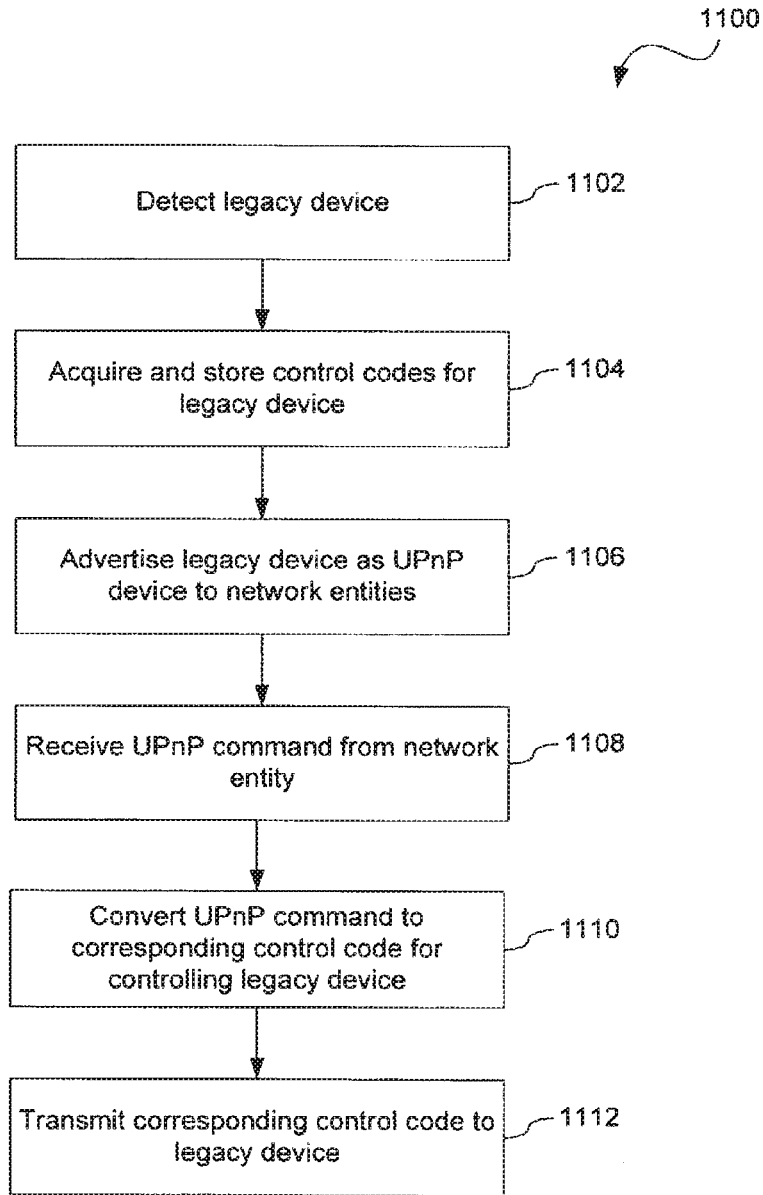 1100
Detect legacy device
1102
Acquire and store control codes for
legacy device
1104
Advertise legacy device as UPnP
device to network entities
1106
Receive UPnP command from network
entity
1108
Convert UPnP command to
corresponding control code for
controlling legacy device
1110
Transmit corresponding control code to
legacy device
1112